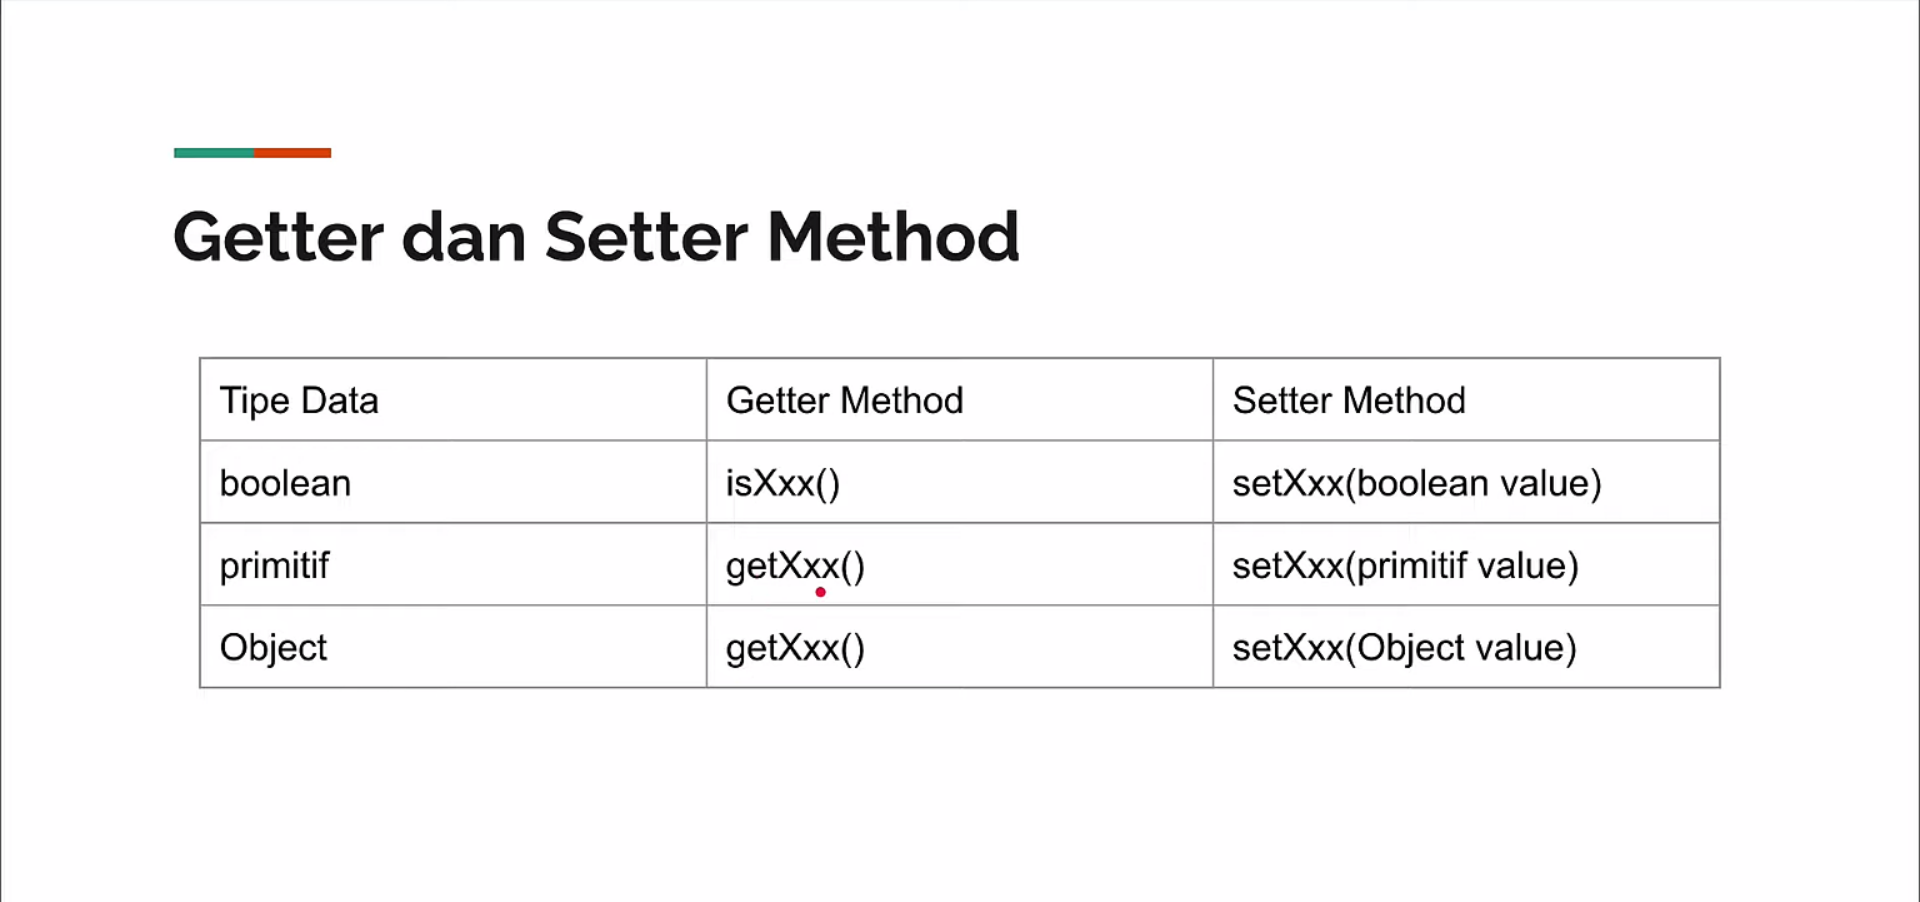 Getter dan Setter Method
Tipe Data Getter Method Setter Method
boolean isXxx() setXxx(boolean value)
primitif getXxx() setXxx(primitif value)
Object getXxx() setXxx(Object value)